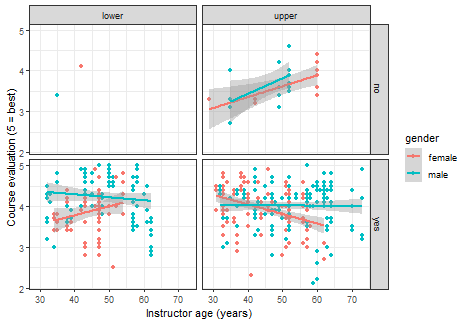 lower
upper
5
4
3
2
no
5
4
3
2
yes
30
40
50
60
70
30
40
50
60
70
Course evaluation (5 = best)
Instructor age (years)
gender
female
male